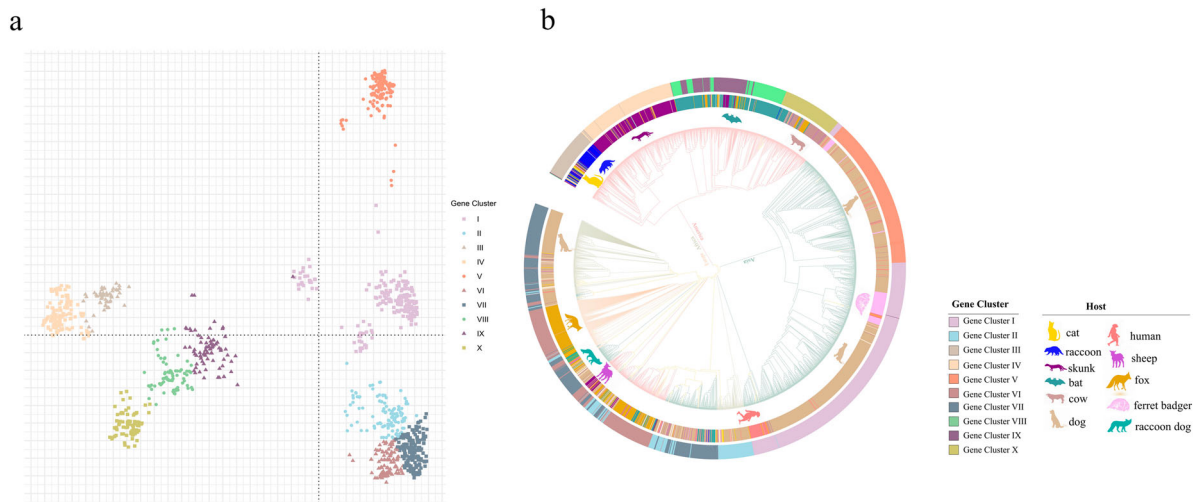 a
b
Gene Cluster
I
II
III
IV
V
VI
VII
VIII
IX
X
Gene Cluster
Gene Cluster I
Gene Cluster II
Gene Cluster III
Gene Cluster IV
Gene Cluster V
Gene Cluster VI
Gene Cluster VII
Gene Cluster VIII
Gene Cluster IX
Gene Cluster X
Host
cat
raccoon
skunk
bat
cow
dog
human
sheep
fox
ferret badger
raccoon dog